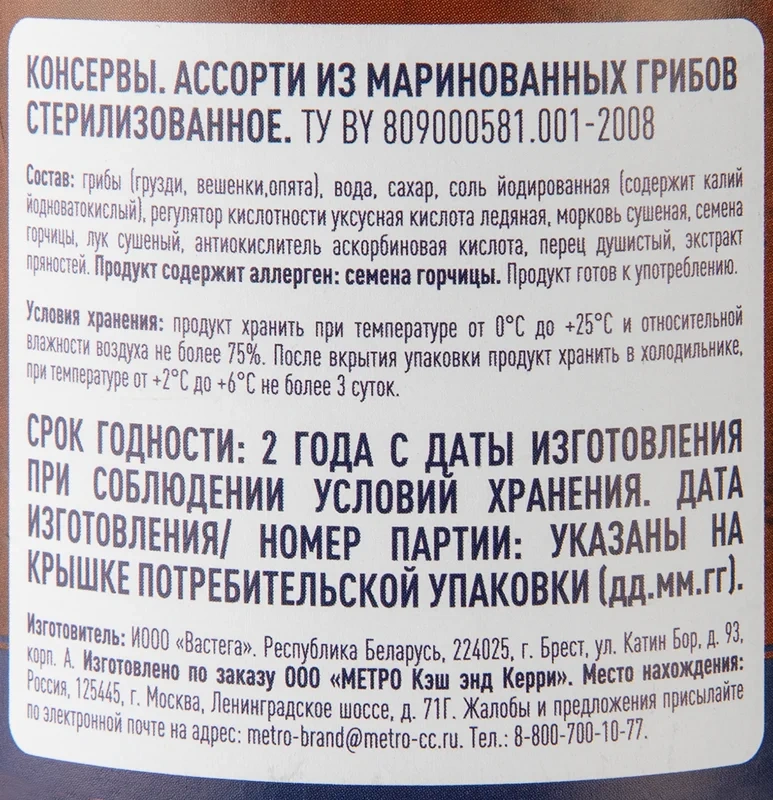 КОНСЕРВЫ. АССОРТИ ИЗ МАРИНОВАННЫХ ГРИБОВ
СТЕРИЛИЗОВАННОЕ. ТУ BY 809000581.001-2008
Состав: грибы (грузди, вешенки,опята), вода, сахар, соль йодированная (содержит калий
йодноватокислый), регулятор кислотности уксусная кислота ледяная, морковь сушеная, семена
горчицы, лук сушеный, антиокислитель аскорбиновая кислота, перец душистый, экстракт
пряностей. Продукт содержит аллерген: семена горчицы. Продукт готов к употреблению.
Условия хранения: продукт хранить при температуре от 0°С до +25°С и относительной
влажности воздуха не более 75%. После вкрытия упаковки продукт хранить в холодильнике,
при температуре от +2°С до +6°С не более 3 суток.
СРОК ГОДНОСТИ: 2 ГОДА С ДАТЫ ИЗГОТОВЛЕНИЯ
ПРИ СОБЛЮДЕНИИ УСЛОВИЙ ХРАНЕНИЯ. ДАТА
ИЗГОТОВЛЕНИЯ/ НОМЕР ПАРТИИ: УКАЗАНЫ НА
КРЫШКЕ ПОТРЕБИТЕЛЬСКОЙ УПАКОВКИ (дд.мм.гг).
Изготовитель: ИООО «Вастега». Республика Беларусь, 224025, г. Брест, ул. Катин Бор, д. 93,
корп. А. Изготовлено по заказу ООО «МЕТРО Кэш энд Керри». Место нахождения:
Россия, 125445, г. Москва, Ленинградское шоссе, д. 71Г. Жалобы и предложения присылайте
по электронной почте на адрес: metro-brand@metro-cc.ru. Тел.: 8-800-700-10-77.